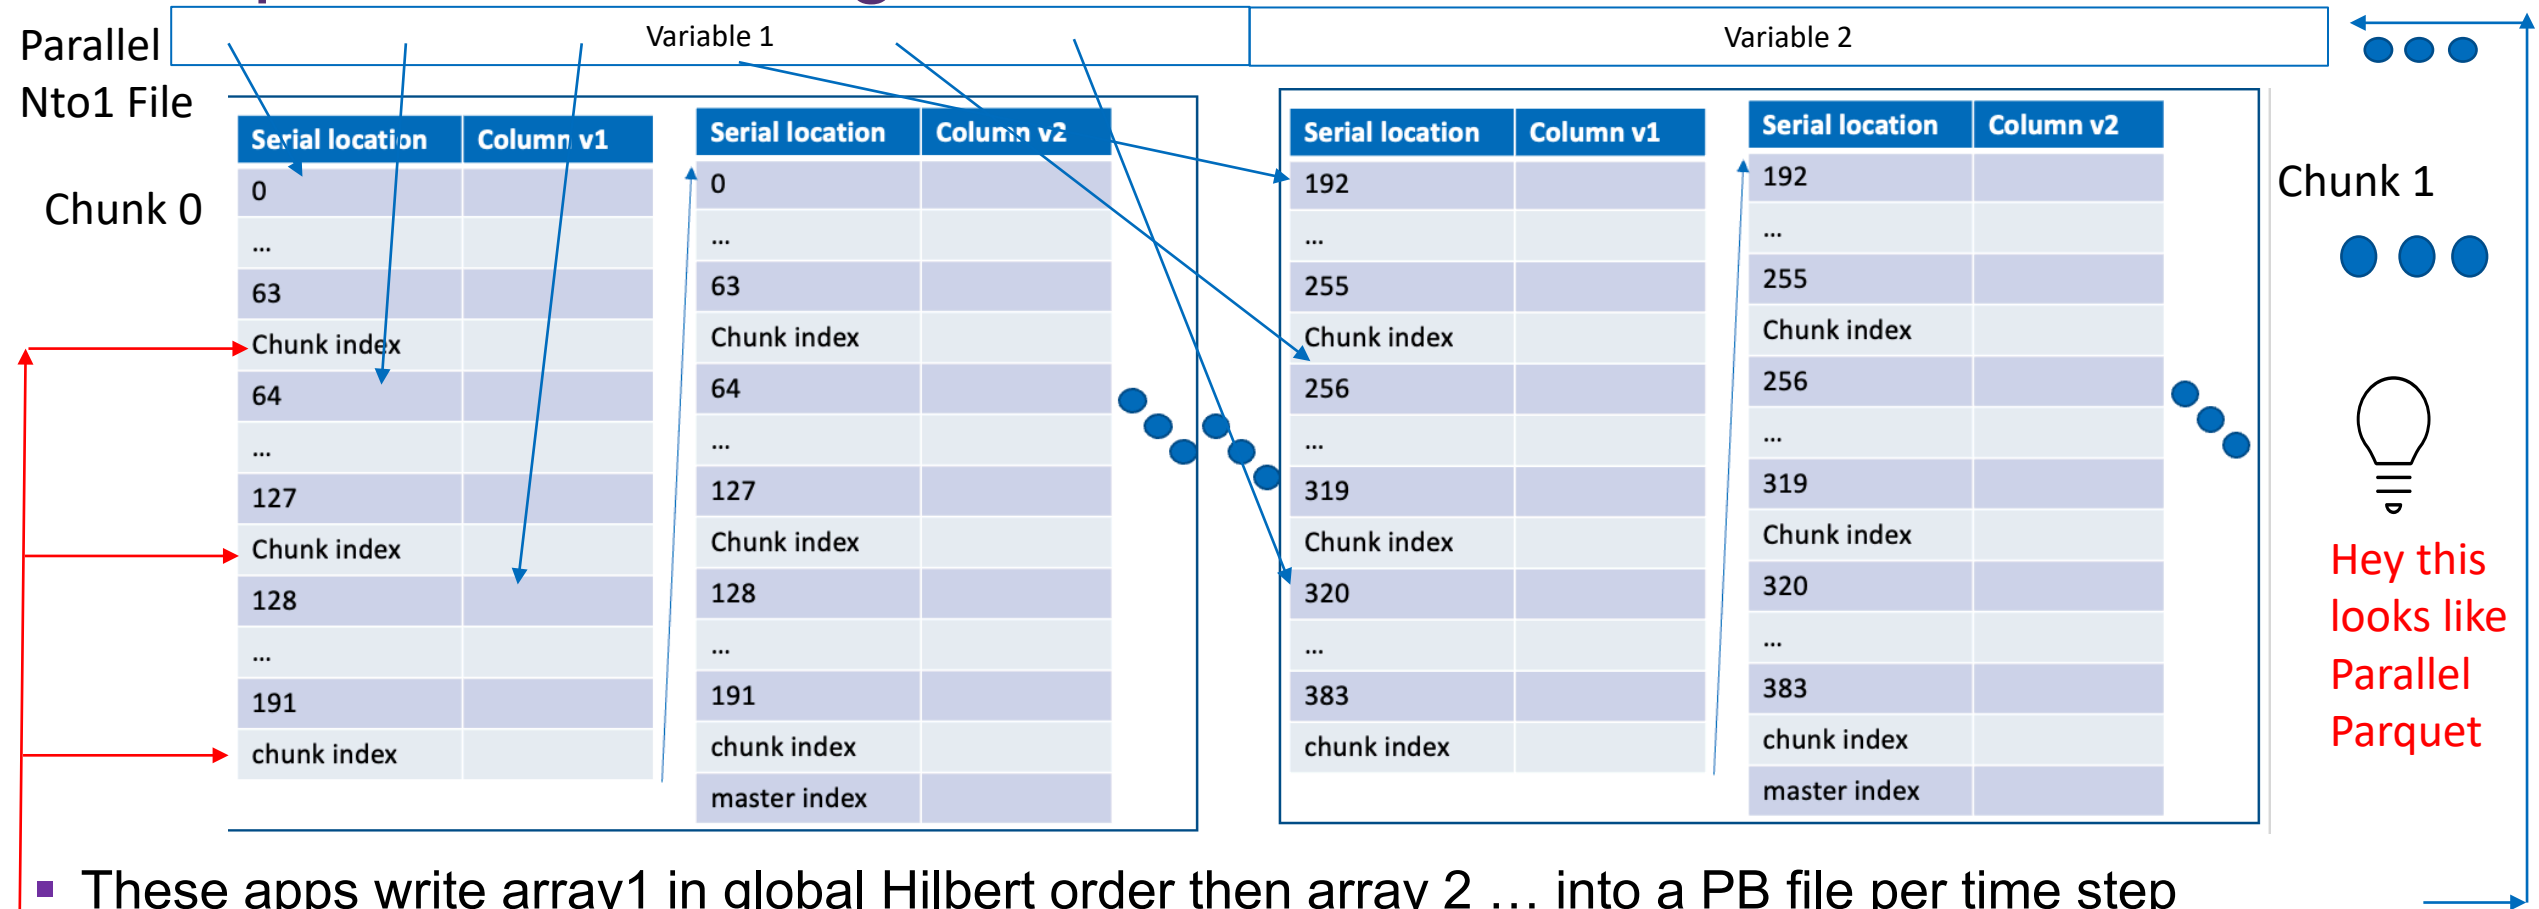 Variable 1
Variable 2
Parallel
Nto1 File
Chunk 0
Serial location Column v1
0
...
63
Chunk index
64
...
127
Chunk index
128
...
191
chunk index
Serial location Column v2
0
...
63
Chunk index
64
...
127
Chunk index
128
...
191
chunk index
master index
Serial location Column v1
192
...
255
Chunk index
256
...
319
Chunk index
320
...
383
chunk index
Serial location Column v2
192
...
255
Chunk index
256
...
319
Chunk index
320
...
383
chunk index
master index
Chunk 1
Hey this
looks like
Parallel
Parquet
These apps write array1 in global Hilbert order then array 2 … into a PB file per time step